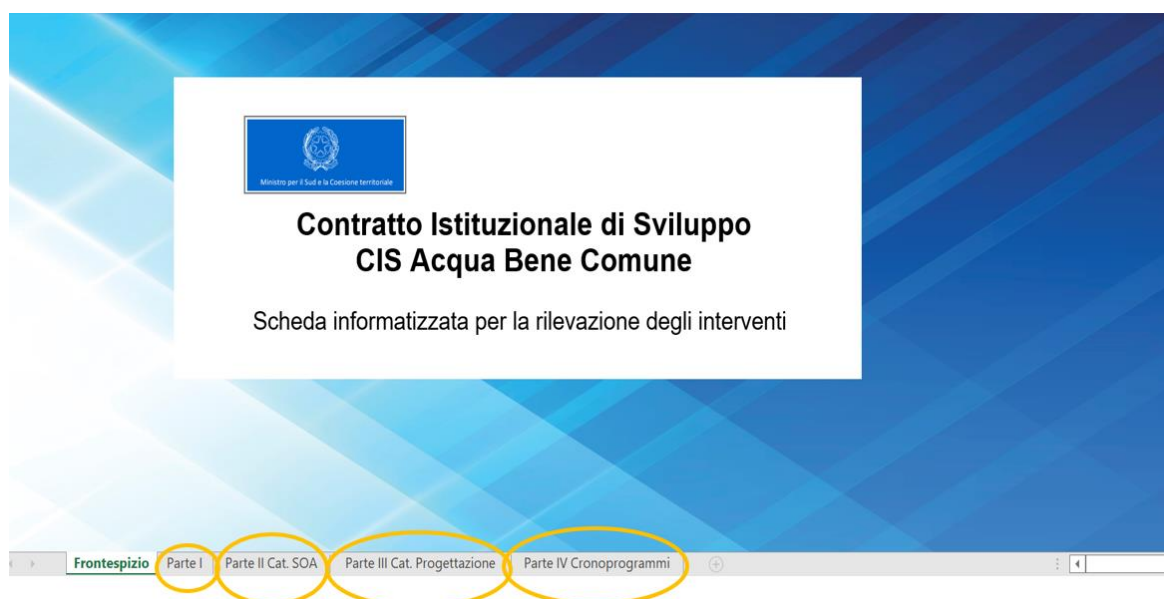 Ministro per il Sud e la Coesione territoriale
Contratto Istituzionale di Sviluppo
CIS Acqua Bene Comune
Scheda informatizzata per la rilevazione degli interventi
Frontespizio Parte I Parte II Cat. SOA Parte III Cat. Progettazione Parte IV Cronoprogrammi